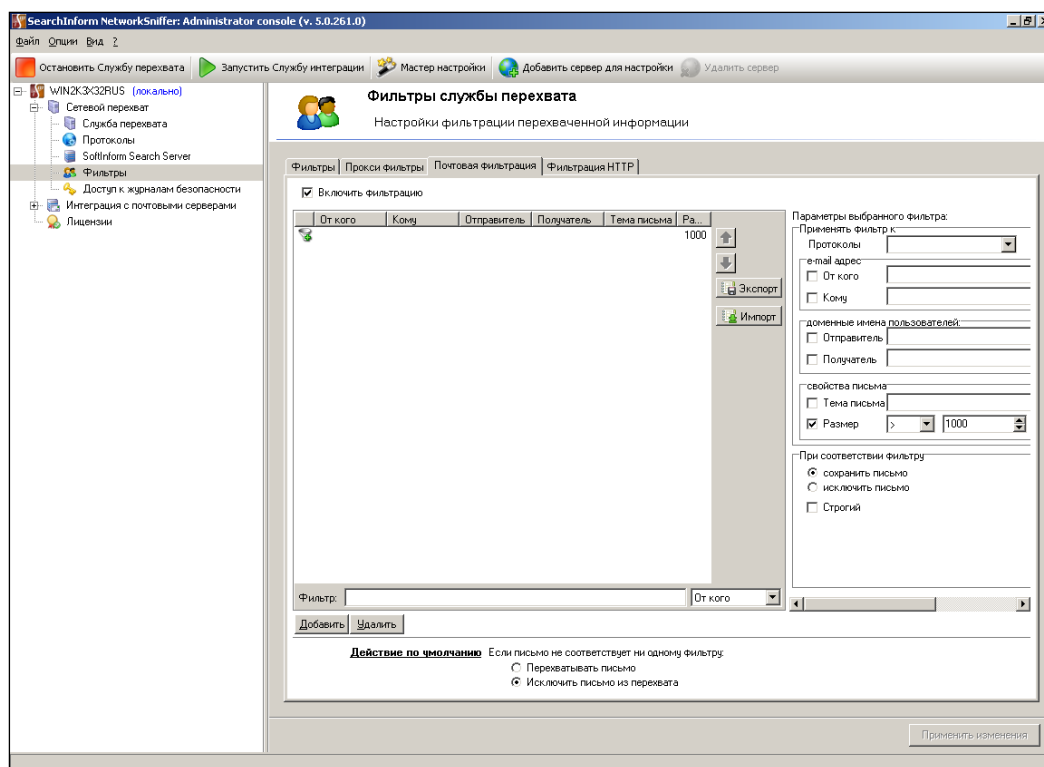 SearchInform NetworkSniffer: Administrator console (v. 5.0.261.0)
Файл Опции Вид ?
Остановить Службу перехвата Запустить Службу интеграции Мастер настройки Добавить сервер для настройки Удалить сервер
WIN2K3X32RUS (локально)
Сетевой перехват
Служба перехвата
Протоколы
SoftInform Search Server
Фильтры
Доступ к журналам безопасности
Интеграция с почтовыми серверами
Лицензии
Фильтры службы перехвата
Настройки фильтрации перехваченной информации
Фильтры Прокси фильтры Почтовая фильтрация Фильтрация HTTP
Включить фильтрацию
От кого Кому Отправитель Получатель Тема письма Ра...
1000
Экспорт
Импорт
Фильтр: От кого
Добавить Удалить
Параметры выбранного фильтра:
Применять фильтр к
Протоколы
e-mail адрес
От кого
Кому
доменные имена пользователей:
Отправитель
Получатель
свойства письма
Тема письма
Размер > 1000
При соответствии фильтру
сохранить письмо
исключить письмо
Строгий
Действие по умолчанию Если письмо не соответствует ни одному фильтру:
Перехватывать письмо
Исключить письмо из перехвата
Применить изменения